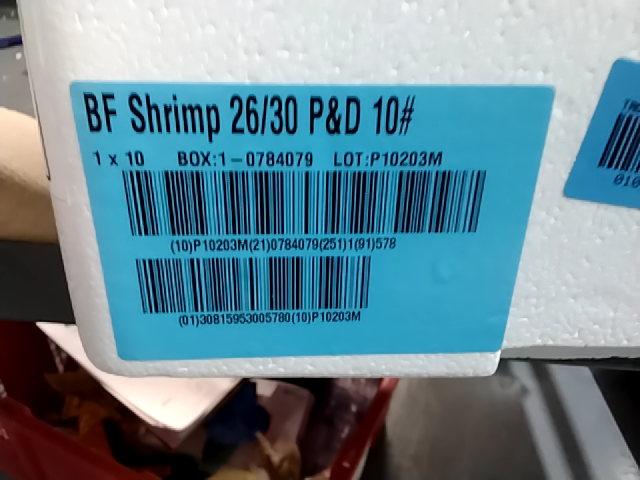 BF Shrimp 26/30 P&D 10#
1 x 10 BOX:1-0784079 LOT:P10203M
(10)P10203M(21)0784079(251)1(91)578
(01)30815953005780(10)P10203M